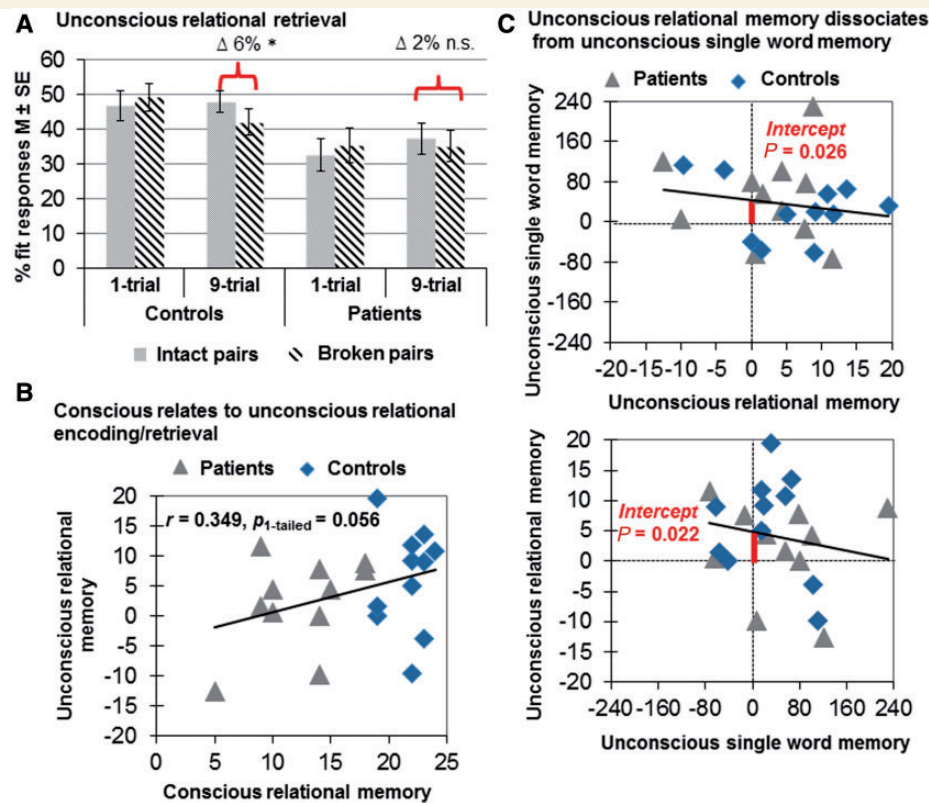 A Unconscious relational retrieval
Δ 6% *
Δ 2% n.s.
% fit responses M ± SE
60
50
40
30
20
10
0
1-trial 9-trial 1-trial 9-trial
Controls Patients
Intact pairs Broken pairs
B Conscious relates to unconscious relational
encoding/retrieval
Patients Controls
r = 0.349, p1-tailed = 0.056
Unconscious relational
memory
20
15
10
5
0
-5
-10
-15
-20
0 5 10 15 20 25
Conscious relational memory
C Unconscious relational memory dissociates
from unconscious single word memory
Patients Controls
Intercept
P = 0.026
Unconscious single word memory
240
160
80
0
-80
-160
-240
-20 -15 -10 -5 0 5 10 15 20
Unconscious relational memory
Intercept
P = 0.022
Unconscious relational memory
20
15
10
5
0
-5
-10
-15
-20
-240 -160 -80 0 80 160 240
Unconscious single word memory